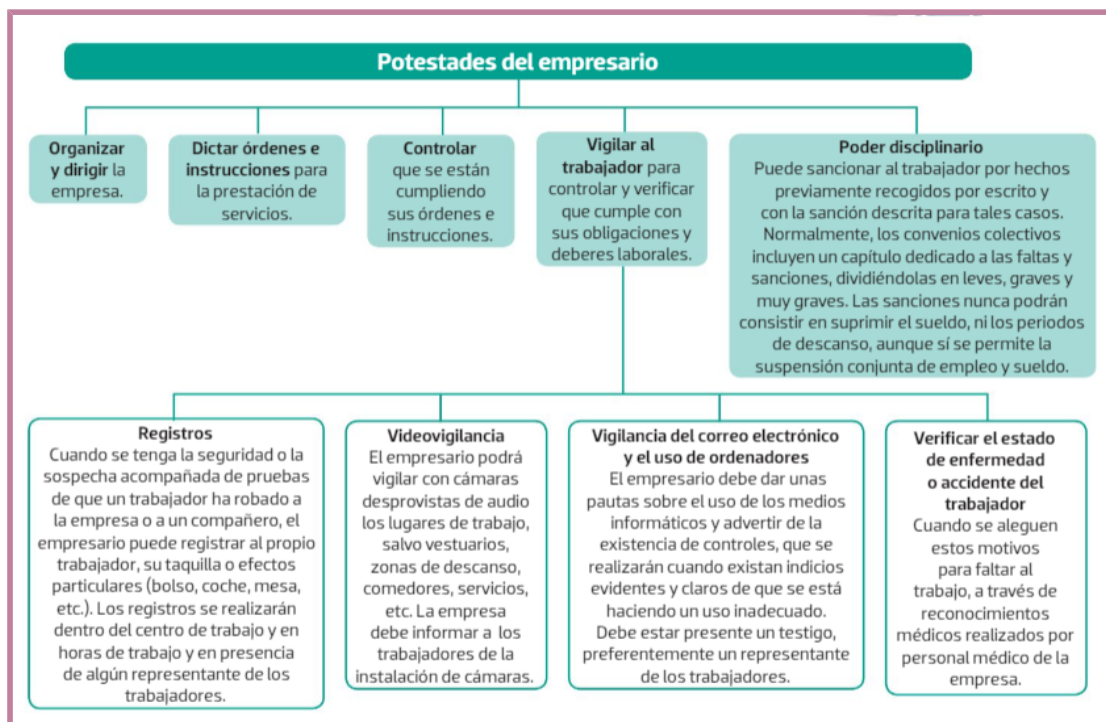 Potestades del empresario
Organizar
y dirigir la
empresa.
Dictar órdenes e
instrucciones para
la prestación de
servicios.
Controlar
que se están
cumpliendo
sus órdenes e
instrucciones.
Vigilar al
trabajador para
controlar y verificar
que cumple con
sus obligaciones y
deberes laborales.
Poder disciplinario
Puede sancionar al trabajador por hechos
previamente recogidos por escrito y
con la sanción descrita para tales casos.
Normalmente, los convenios colectivos
incluyen un capítulo dedicado a las faltas y
sanciones, dividiéndolas en leves, graves y
muy graves. Las sanciones nunca podrán
consistir en suprimir el sueldo, ni los periodos
de descanso, aunque sí se permite la
suspensión conjunta de empleo y sueldo.
Registros
Cuando se tenga la seguridad o la
sospecha acompañada de pruebas
de que un trabajador ha robado a
la empresa o a un compañero, el
empresario puede registrar al propio
trabajador, su taquilla o efectos
particulares (bolso, coche, mesa,
etc.). Los registros se realizarán
dentro del centro de trabajo y en
horas de trabajo y en presencia
de algún representante de los
trabajadores.
Videovigilancia
El empresario podrá
vigilar con cámaras
desprovistas de audio
los lugares de trabajo,
salvo vestuarios,
zonas de descanso,
comedores, servicios,
etc. La empresa
debe informar a los
trabajadores de la
instalación de cámaras.
Vigilancia del correo electrónico
y el uso de ordenadores
El empresario debe dar unas
pautas sobre el uso de los medios
informáticos y advertir de la
existencia de controles, que se
realizarán cuando existan indicios
evidentes y claros de que se está
haciendo un uso inadecuado.
Debe estar presente un testigo,
preferentemente un representante
de los trabajadores.
Verificar el estado
de enfermedad
o accidente del
trabajador
Cuando se aleguen
estos motivos
para faltar al
trabajo, a través de
reconocimientos
médicos realizados por
personal médico de la
empresa.